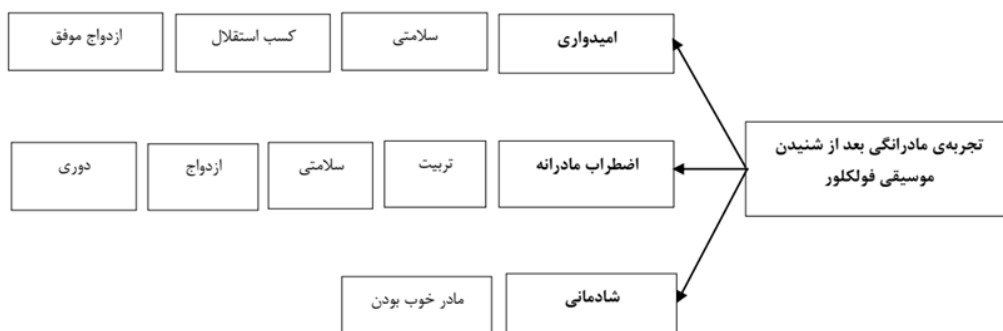 امیدواری
سلامتی
کسب استقلال
ازدواج موفق
تجربه‌ی مادرانگی بعد از شنیدن
موسیقی فولکلور
اضطراب مادرانه
تربیت
سلامتی
ازدواج
دوری
شادمانی
مادر خوب بودن